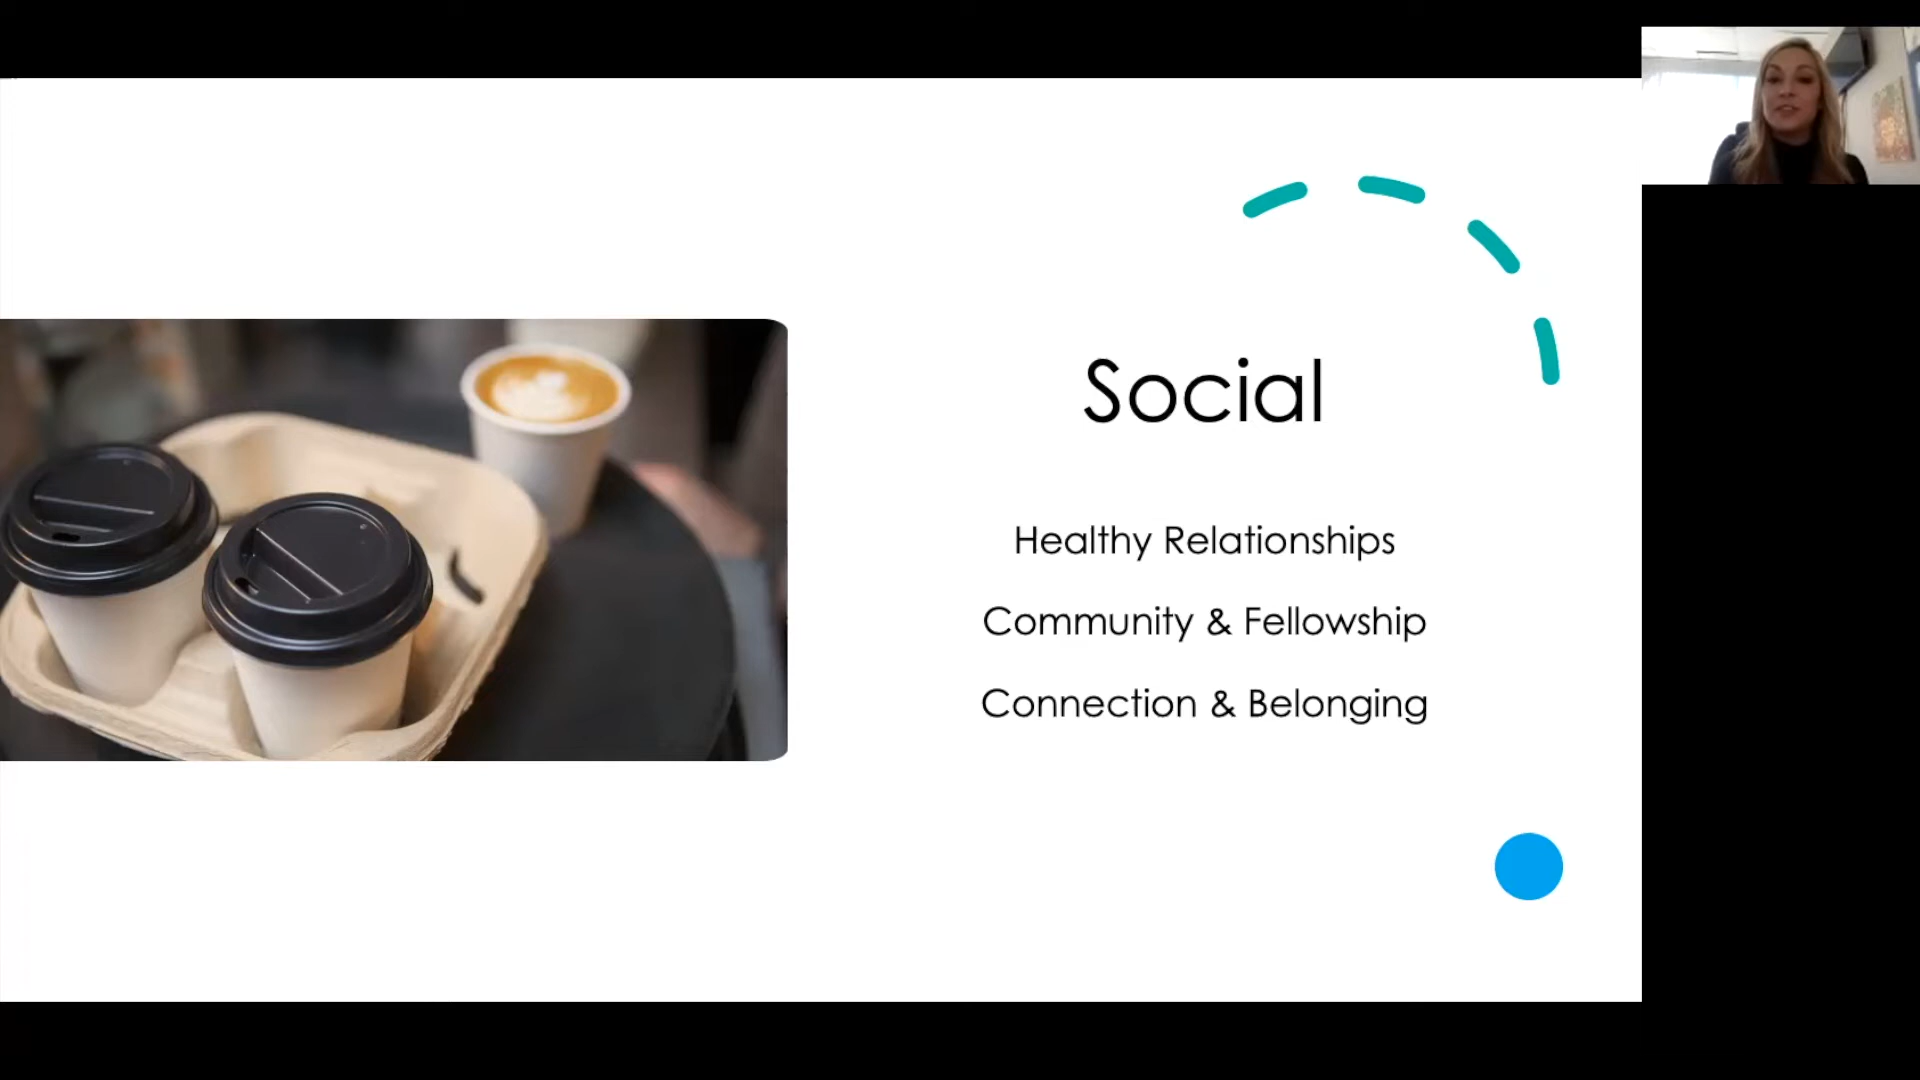 Social
Healthy Relationships
Community & Fellowship
Connection & Belonging